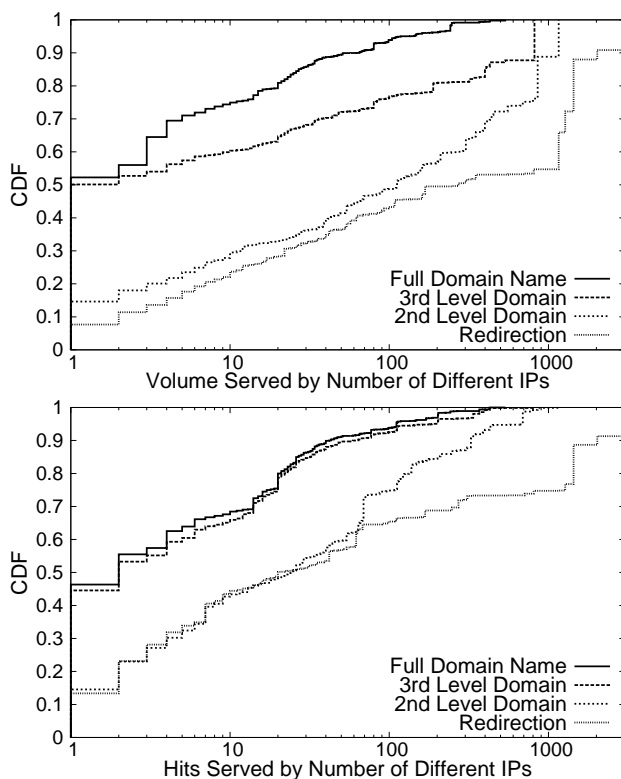 1
0.9
0.8
0.7
0.6
0.5
0.4
0.3
0.2
0.1
0
CDF
Full Domain Name
3rd Level Domain
2nd Level Domain
Redirection
1 10 100 1000
Volume Served by Number of Different IPs
1
0.9
0.8
0.7
0.6
0.5
0.4
0.3
0.2
0.1
0
CDF
Full Domain Name
3rd Level Domain
2nd Level Domain
Redirection
1 10 100 1000
Hits Served by Number of Different IPs